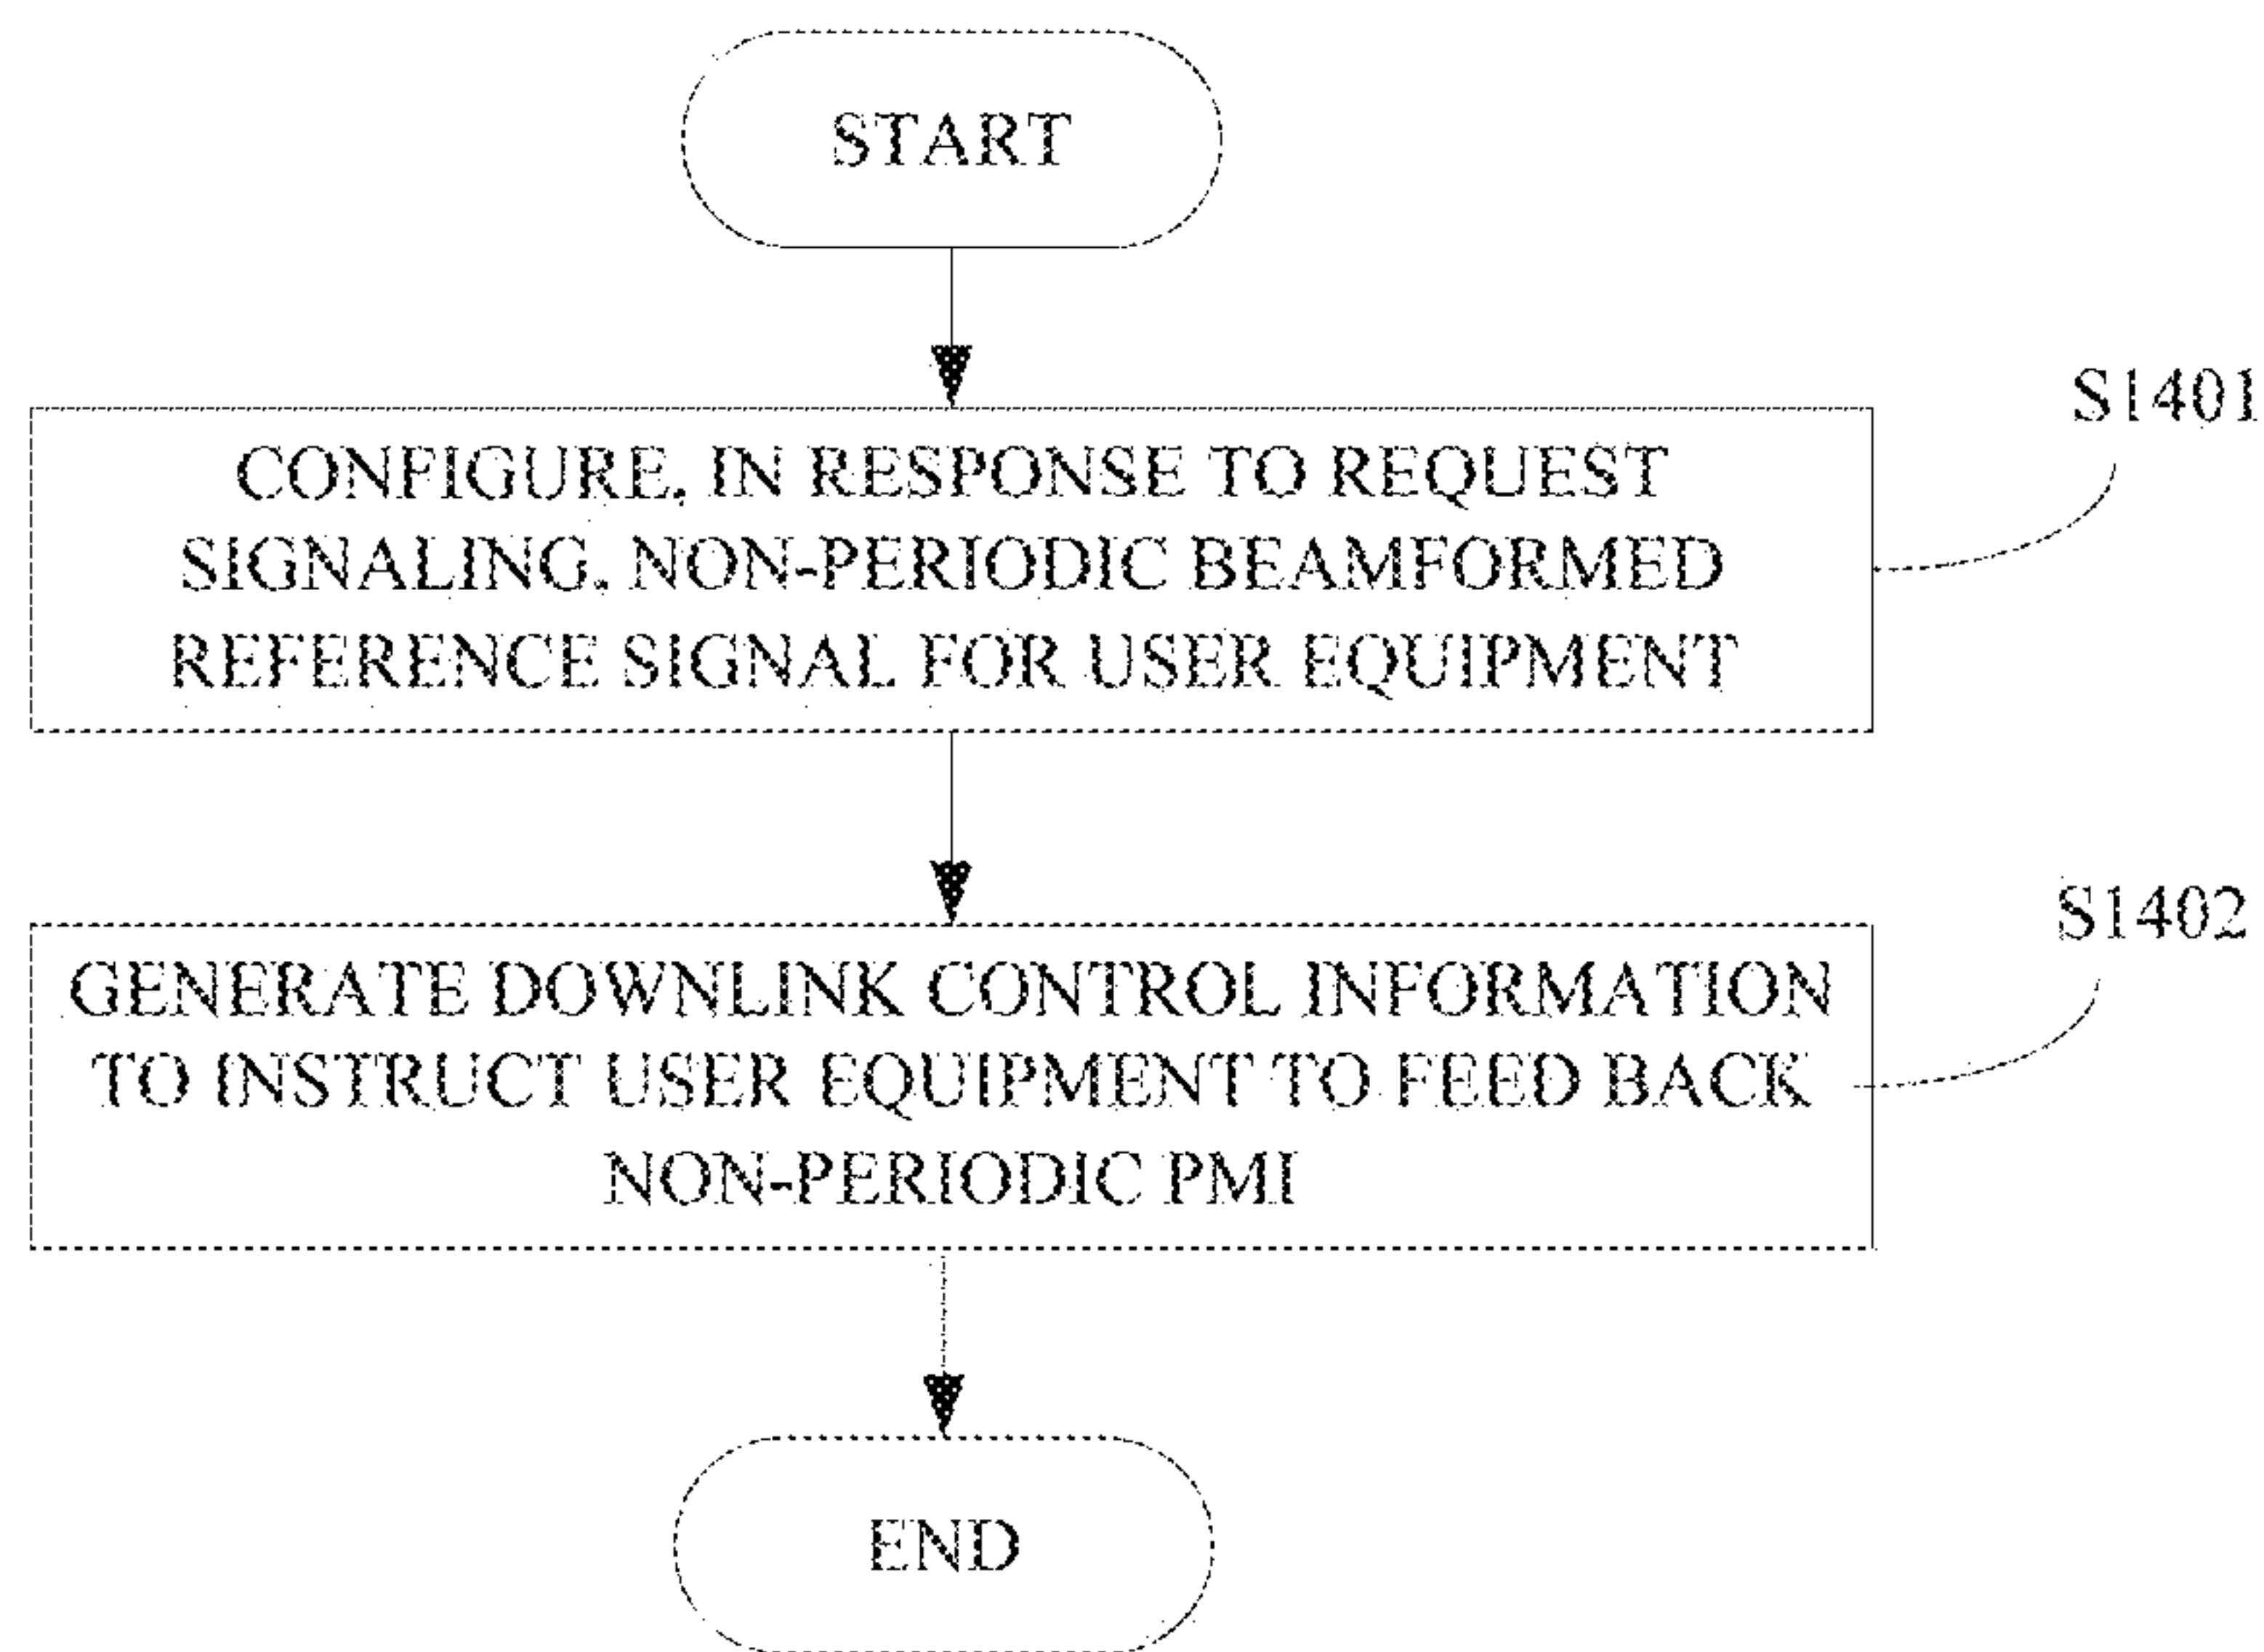 START
S1401
CONFIGURE, IN RESPONSE TO REQUEST
SIGNALING, NON-PERIODIC BEAMFORMED
REFERENCE SIGNAL FOR USER EQUIPMENT
S1402
GENERATE DOWNLINK CONTROL INFORMATION
TO INSTRUCT USER EQUIPMENT TO FEED BACK
NON-PERIODIC PMI
END